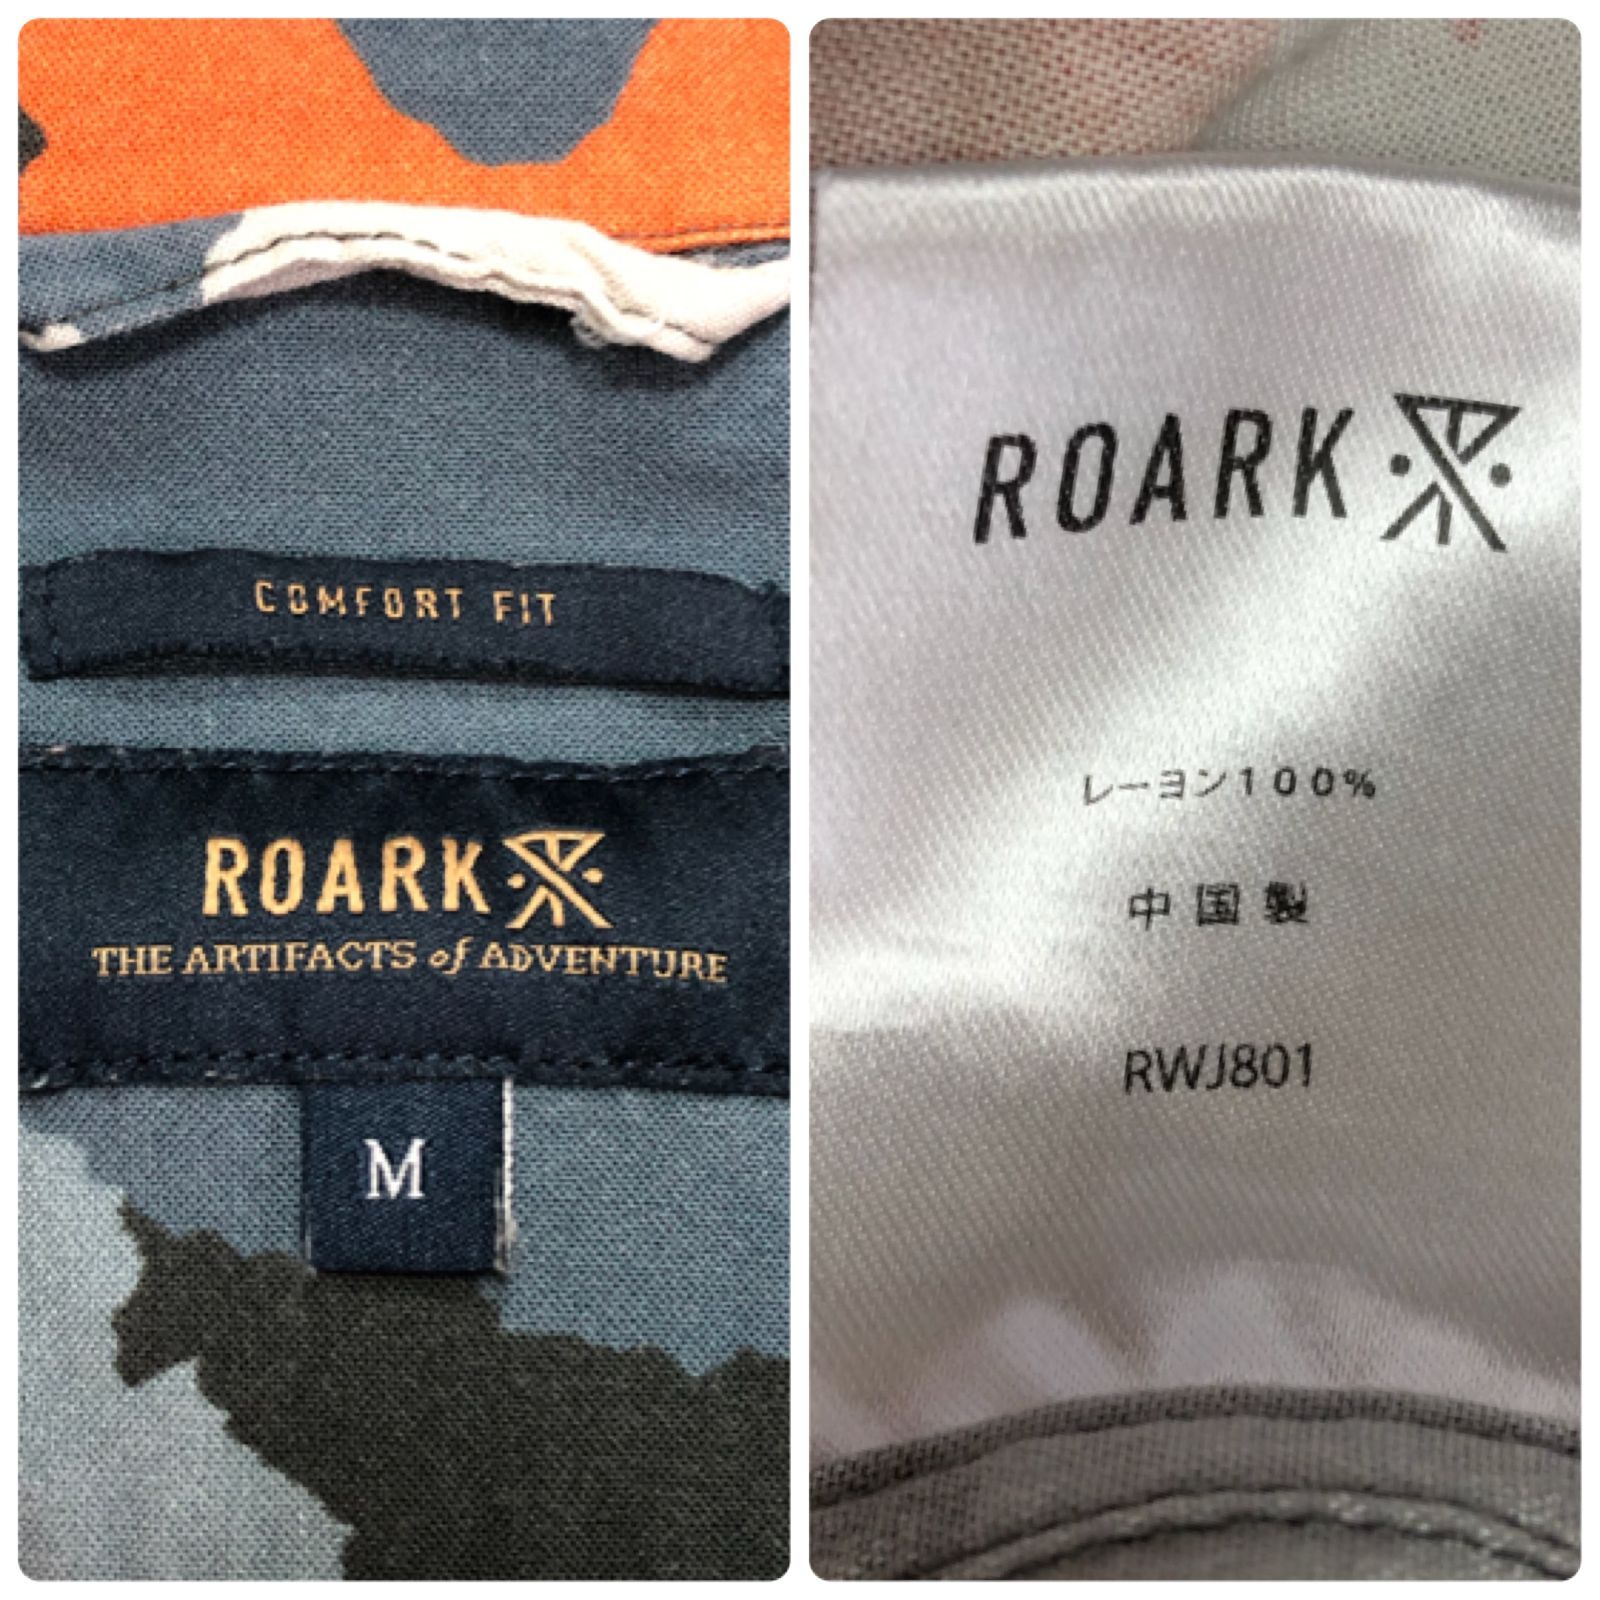 COMFORT FIT
ROARK
THE ARTIFACTS of ADVENTURE
M
ROARK
レーヨン100%
中国製
RWJ801